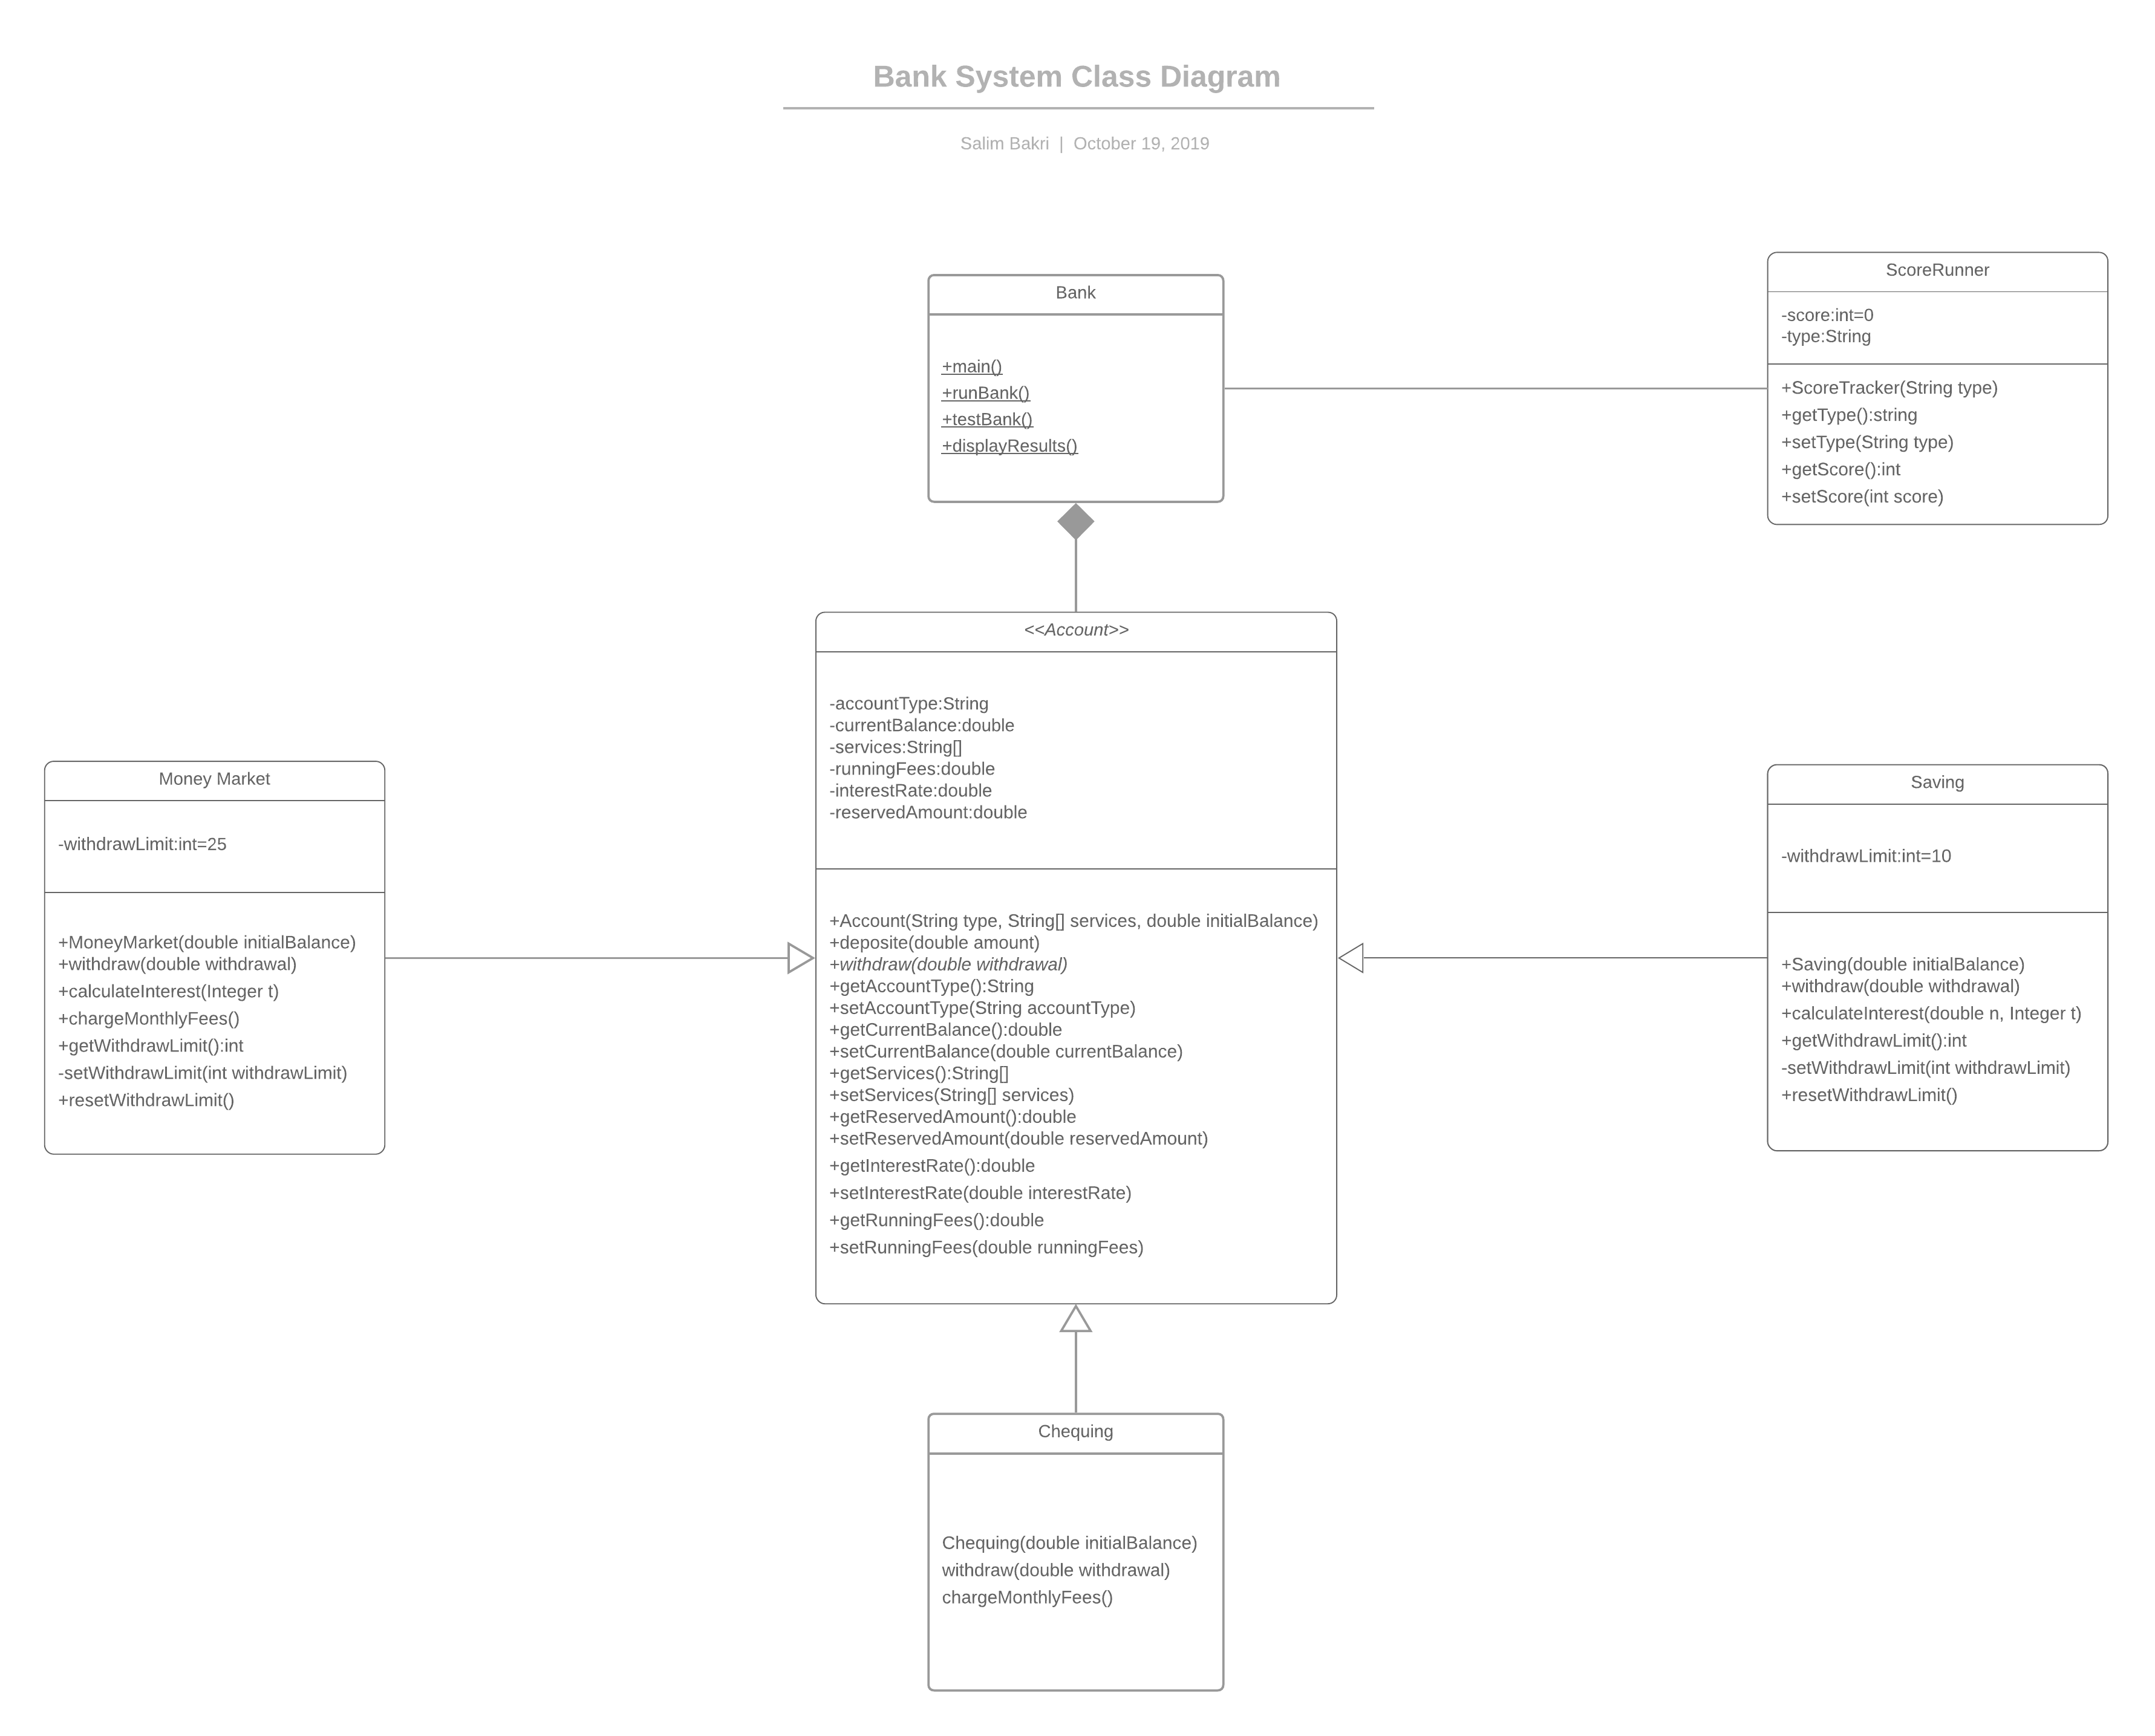 Bank System Class Diagram
Salim Bakri | October 19, 2019
Bank
+main()
+runBank()
+testBank()
+displayResults()
ScoreRunner
-score:int=0
-type:String
+ScoreTracker(String type)
+getType():string
+setType(String type)
+getScore():int
+setScore(int score)
<<Account>>
-accountType:String
-currentBalance:double
-services:String[]
-runningFees:double
-interestRate:double
-reservedAmount:double
+Account(String type, String[] services, double initialBalance)
+deposite(double amount)
+withdraw(double withdrawal)
+getAccountType():String
+setAccountType(String accountType)
+getCurrentBalance():double
+setCurrentBalance(double currentBalance)
+getServices():String[]
+setServices(String[] services)
+getReservedAmount():double
+setReservedAmount(double reservedAmount)
+getInterestRate():double
+setInterestRate(double interestRate)
+getRunningFees():double
+setRunningFees(double runningFees)
Money Market
-withdrawLimit:int=25
+MoneyMarket(double initialBalance)
+withdraw(double withdrawal)
+calculateInterest(Integer t)
+chargeMonthlyFees()
+getWithdrawLimit():int
-setWithdrawLimit(int withdrawLimit)
+resetWithdrawLimit()
Saving
-withdrawLimit:int=10
+Saving(double initialBalance)
+withdraw(double withdrawal)
+calculateInterest(double n, Integer t)
+getWithdrawLimit():int
-setWithdrawLimit(int withdrawLimit)
+resetWithdrawLimit()
Chequing
Chequing(double initialBalance)
withdraw(double withdrawal)
chargeMonthlyFees()